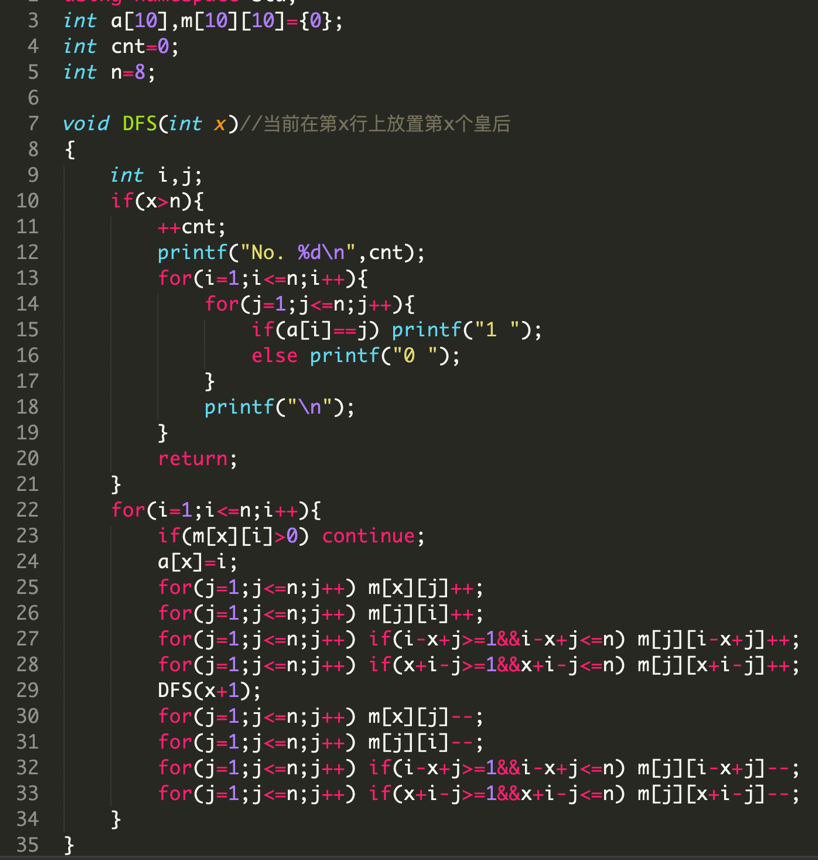 3 int a[10],m[10][10]={0};
4 int cnt=0;
5 int n=8;
6
7 void DFS(int x)//当前在第x行上放置第x个皇后
8 {
9     int i,j;
10     if(x>n){
11         ++cnt;
12         printf("No. %d\n",cnt);
13         for(i=1;i<=n;i++){
14             for(j=1;j<=n;j++){
15                 if(a[i]==j) printf("1 ");
16                 else printf("0 ");
17             }
18             printf("\n");
19         }
20         return;
21     }
22     for(i=1;i<=n;i++){
23         if(m[x][i]>0) continue;
24         a[x]=i;
25         for(j=1;j<=n;j++) m[x][j]++;
26         for(j=1;j<=n;j++) m[j][i]++;
27         for(j=1;j<=n;j++) if(i-x+j>=1&&i-x+j<=n) m[j][i-x+j]++;
28         for(j=1;j<=n;j++) if(x+i-j>=1&&x+i-j<=n) m[j][x+i-j]++;
29         DFS(x+1);
30         for(j=1;j<=n;j++) m[x][j]--;
31         for(j=1;j<=n;j++) m[j][i]--;
32         for(j=1;j<=n;j++) if(i-x+j>=1&&i-x+j<=n) m[j][i-x+j]--;
33         for(j=1;j<=n;j++) if(x+i-j>=1&&x+i-j<=n) m[j][x+i-j]--;
34     }
35 }